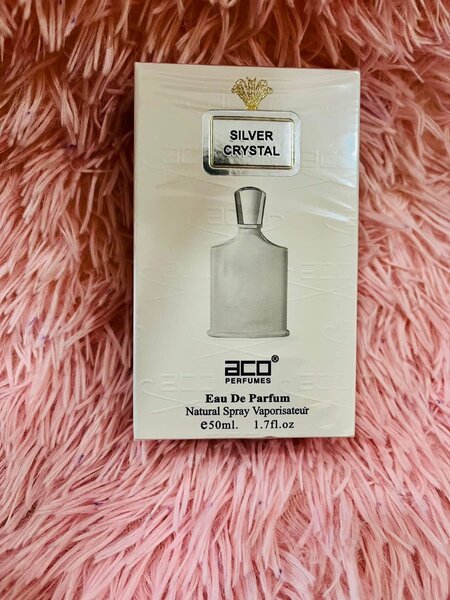 SILVER
CRYSTAL
aco®
PERFUMES
Eau De Parfum
Natural Spray Vaporisateur
℮50ml. 1.7fl.oz